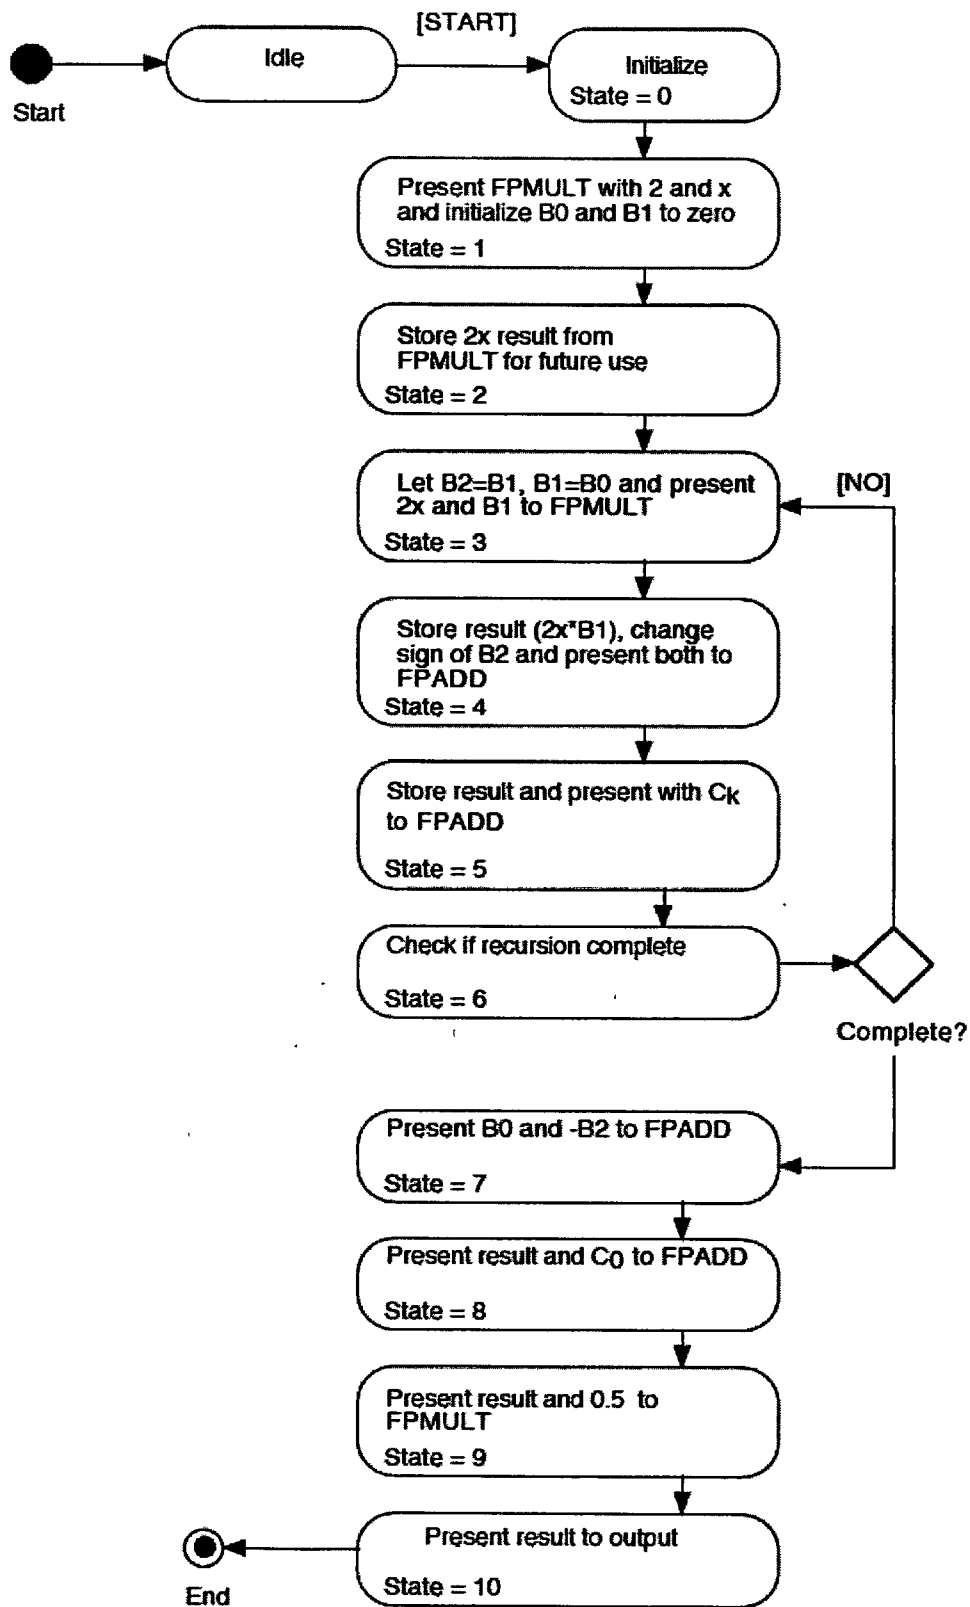 [START]
Idle
Initialize
State = 0
Start
Present FPMULT with 2 and x
and initialize B0 and B1 to zero
State = 1
Store 2x result from
FPMULT for future use
State = 2
Let B2=B1, B1=B0 and present
2x and B1 to FPMULT
State = 3
[NO]
Store result (2x*B1), change
sign of B2 and present both to
FPADD
State = 4
Store result and present with Ck
to FPADD
State = 5
Check if recursion complete
State = 6
Complete?
Present B0 and -B2 to FPADD
State = 7
Present result and C0 to FPADD
State = 8
Present result and 0.5 to
FPMULT
State = 9
Present result to output
State = 10
End